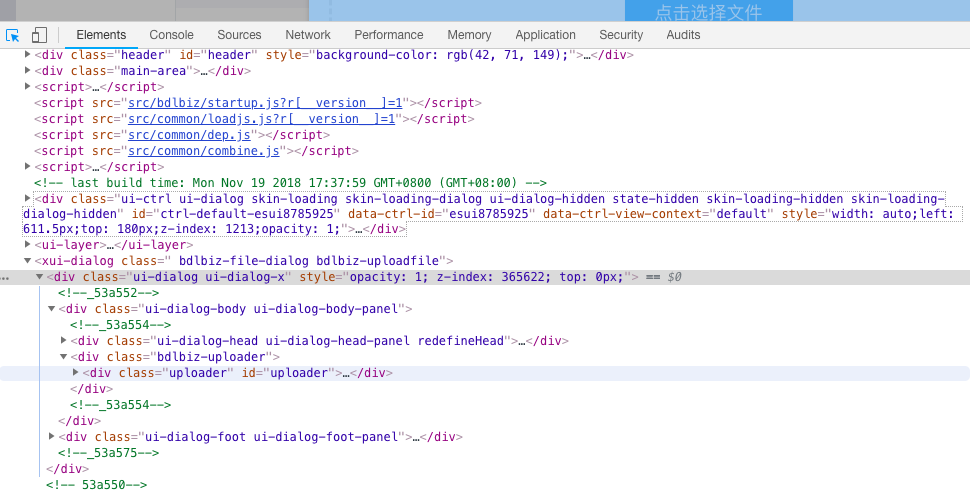 点击选择文件
Elements Console Sources Network Performance Memory Application Security Audits
<div class="header" id="header" style="background-color: rgb(42, 71, 149);">…</div>
<div class="main-area">…</div>
<script>…</script>
<script src="src/bdlbiz/startup.js?r[__version__]=1"></script>
<script src="src/common/loadjs.js?r[__version__]=1"></script>
<script src="src/common/dep.js"></script>
<script src="src/common/combine.js"></script>
<script>…</script>
<!-- last build time: Mon Nov 19 2018 17:37:59 GMT+0800 (GMT+08:00) -->
<div class="ui-ctrl ui-dialog skin-loading skin-loading-dialog ui-dialog-hidden state-hidden skin-loading-hidden skin-loading-
dialog-hidden" id="ctrl-default-esui8785925" data-ctrl-id="esui8785925" data-ctrl-view-context="default" style="width: auto;left:
611.5px;top: 180px;z-index: 1213;opacity: 1;">…</div>
<ui-layer>…</ui-layer>
<xui-dialog class=" bdlbiz-file-dialog bdlbiz-uploadfile">
… <div class="ui-dialog ui-dialog-x" style="opacity: 1; z-index: 365622; top: 0px;"> == $0
<!--_53a552-->
<div class="ui-dialog-body ui-dialog-body-panel">
<!--_53a554-->
<div class="ui-dialog-head ui-dialog-head-panel redefineHead">…</div>
<div class="bdlbiz-uploader">
<div class="uploader" id="uploader">…</div>
</div>
<!--_53a554-->
</div>
<div class="ui-dialog-foot ui-dialog-foot-panel">…</div>
<!--_53a575-->
</div>
<!--_53a550-->